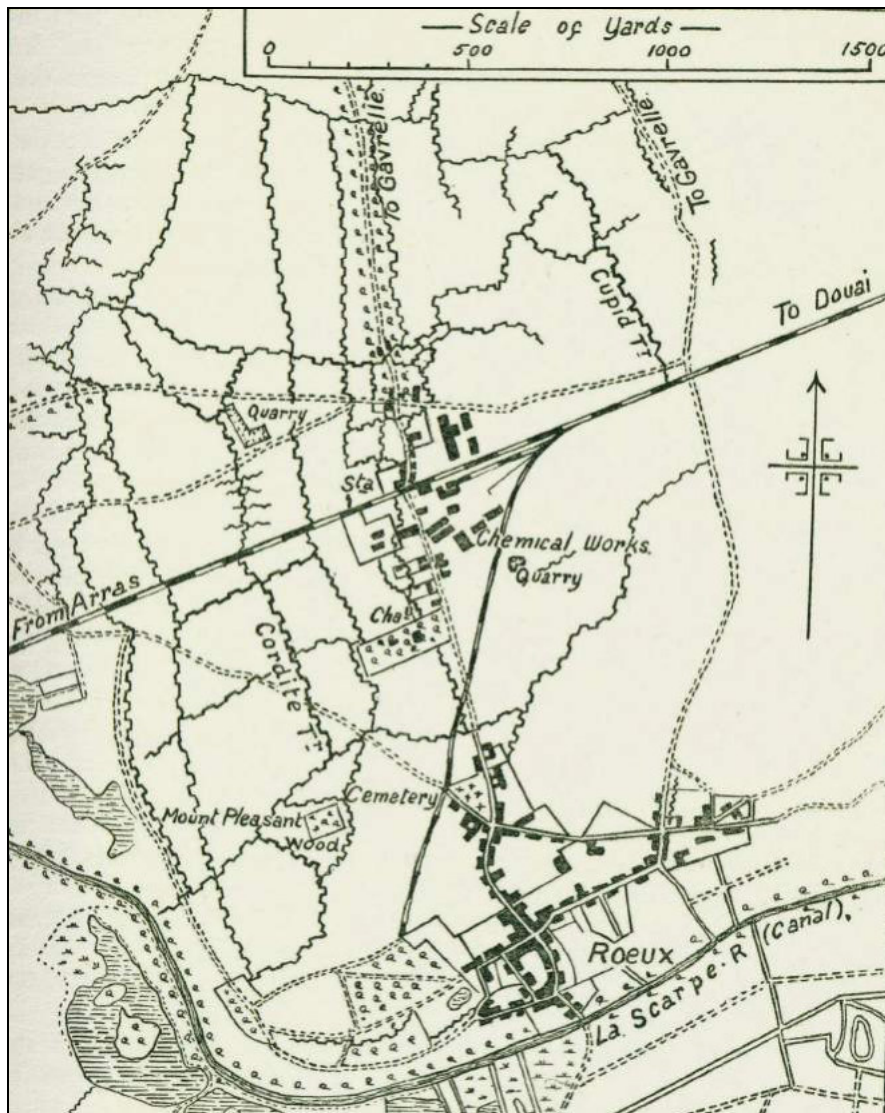 Scale of Yards
0 500 1000 1500
To Gavrelle
To Gavrelle.
Cupid Tr.
To Douai
Quarry
Sta
Chemical Works.
Quarry
From Arras
Chau
Cordite Tr.
Cemetery
Mount Pleasant
Wood
Roeux
La Scarpe. R (Canal).